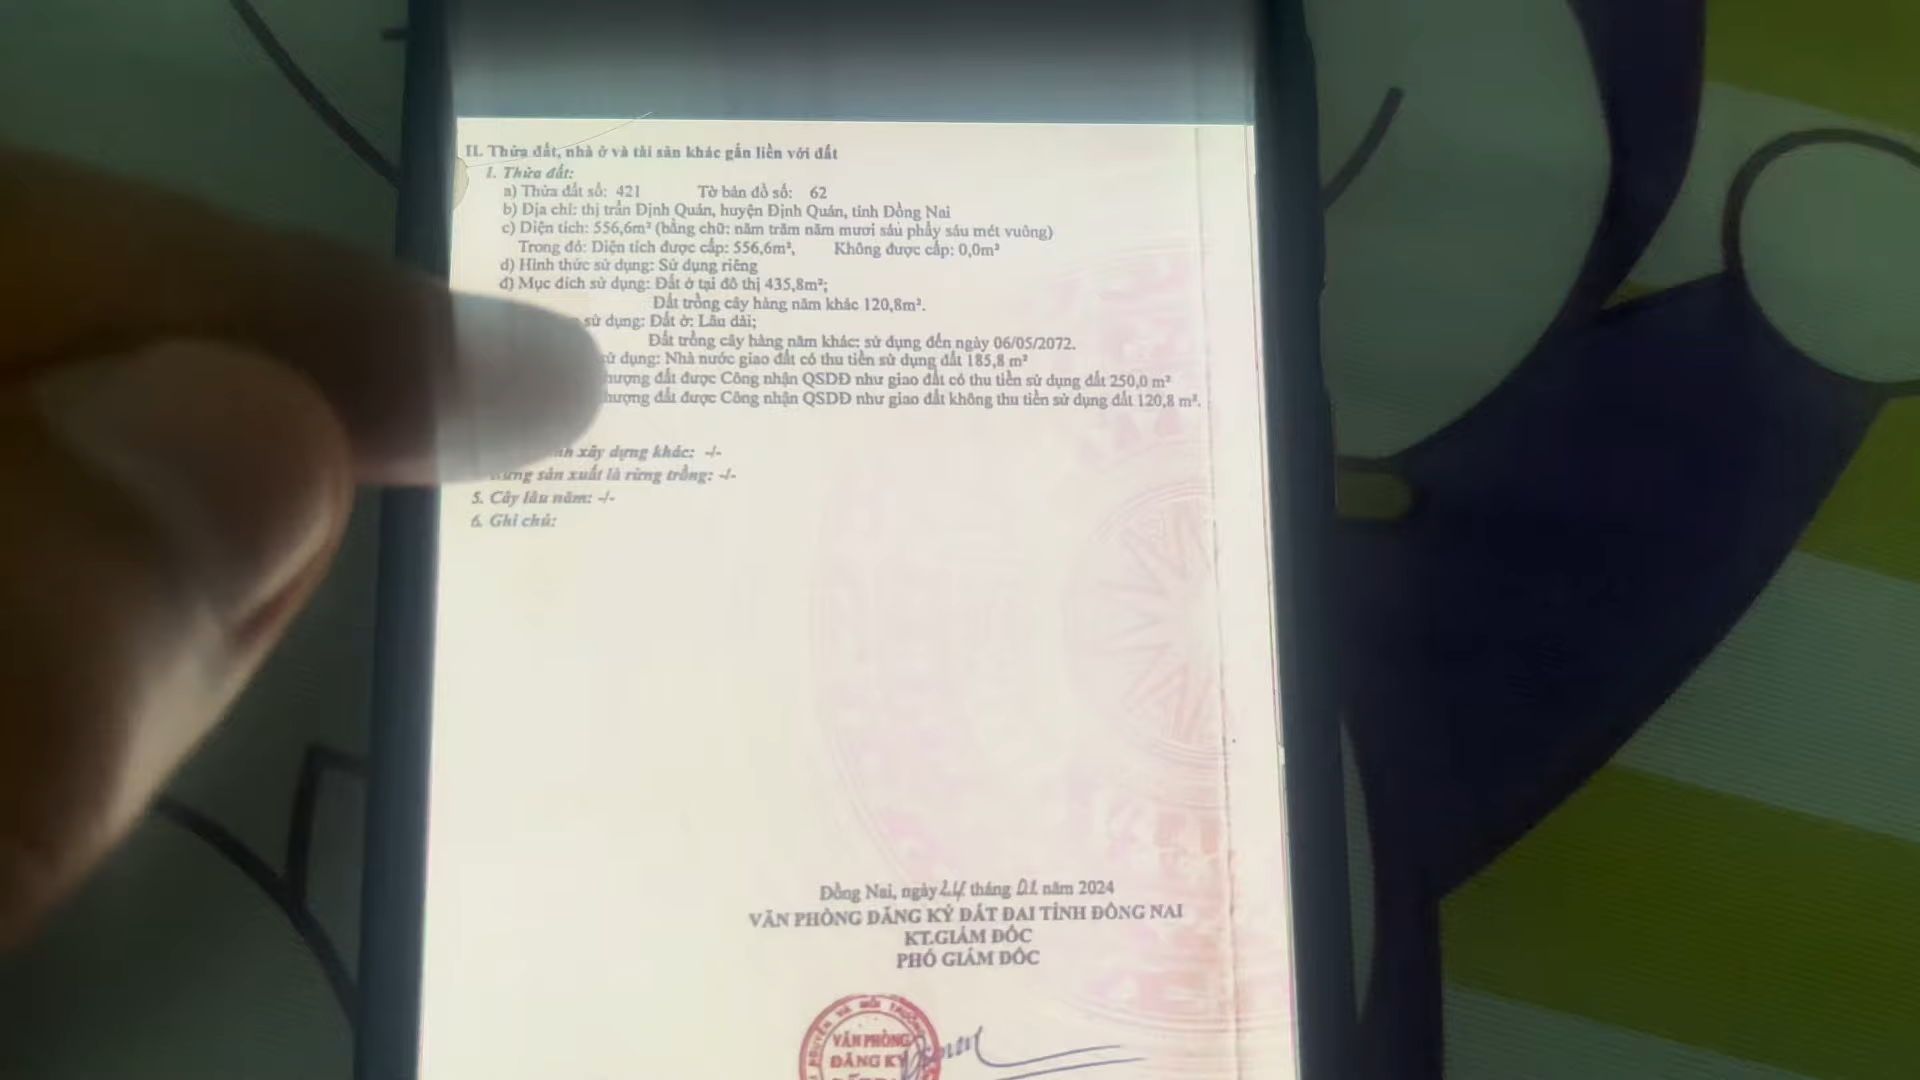 II. Thửa đất, nhà ở và tài sản khác gắn liền với đất
1. Thửa đất:
a) Thửa đất số: 421 Tờ bản đồ số: 62
b) Địa chỉ: thị trấn Định Quán, huyện Định Quán, tỉnh Đồng Nai
c) Diện tích: 556,6m² (bằng chữ: năm trăm năm mươi sáu phẩy sáu mét vuông)
Trong đó: Diện tích được cấp: 556,6m², Không được cấp: 0,0m²
d) Hình thức sử dụng: Sử dụng riêng
đ) Mục đích sử dụng: Đất ở tại đô thị 435,8m²;
Đất trồng cây hàng năm khác 120,8m².
sử dụng: Đất ở: Lâu dài;
Đất trồng cây hàng năm khác: sử dụng đến ngày 06/05/2072.
sử dụng: Nhà nước giao đất có thu tiền sử dụng đất 185,8 m²
đất được Công nhận QSDĐ như giao đất có thu tiền sử dụng đất 250,0 m²
đất được Công nhận QSDĐ như giao đất không thu tiền sử dụng đất 120,8 m².
xây dựng khác: -/-
sản xuất là rừng trồng: -/-
5. Cây lâu năm: -/-
6. Ghi chú:
Đồng Nai, ngày 24 tháng 01 năm 2024
VĂN PHÒNG ĐĂNG KÝ ĐẤT ĐAI TỈNH ĐỒNG NAI
KT.GIÁM ĐỐC
PHÓ GIÁM ĐỐC
VĂN PHÒNG
ĐĂNG KÝ